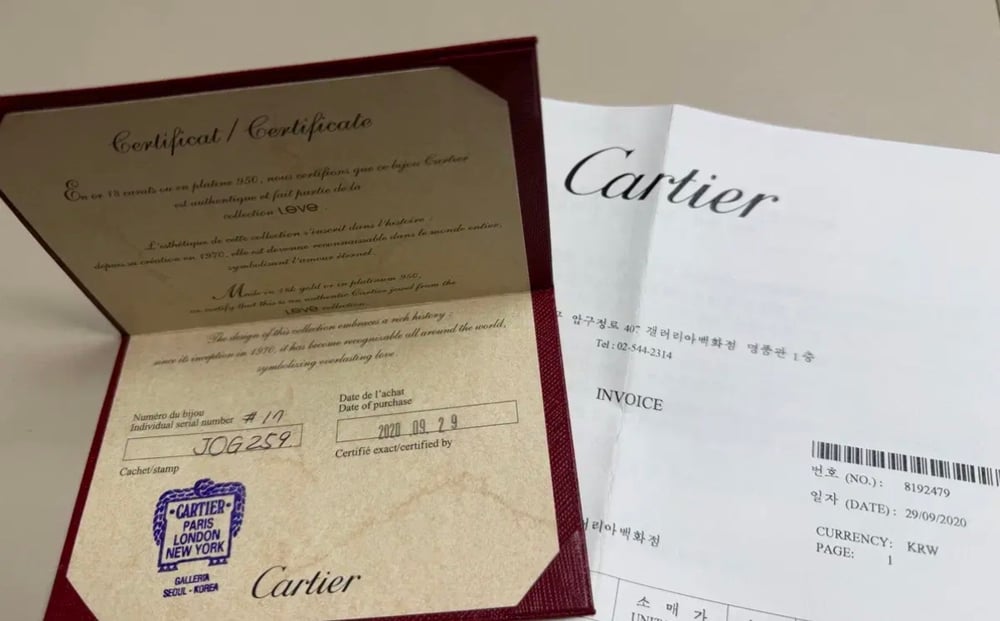 Certificat / Certificate
En or 18 carats ou en platine 950, nous certifions que ce bijou Cartier
est authentique et fait partie de la
collection LOVE .
L'esthétique de cette collection s'inscrit dans l'histoire :
depuis sa création en 1970, elle est devenue reconnaissable dans le monde entier,
symbolisant l'amour éternel.
Made in 18k gold or in platinum 950,
we certify that this is an authentic Cartier jewel from the
LOVE collection.
The design of this collection embraces a rich history :
since its inception in 1970, it has become recognizable all around the world,
symbolizing everlasting love.
Numéro du bijou
Individual serial number #17
JOG259
Cachet/stamp
Date de l'achat
Date of purchase
2020 .09. 29
Certifié exact/certified by
CARTIER
PARIS
LONDON
NEW YORK
GALLERIA
SEOUL - KOREA
Cartier
Cartier
압구정로 407 갤러리아백화점 명품관 1층
Tel : 02-544-2314
INVOICE
번호 (NO.) : 8192479
일자 (DATE) : 29/09/2020
CURRENCY: KRW
PAGE: 1
러리아백화점
소 매 가